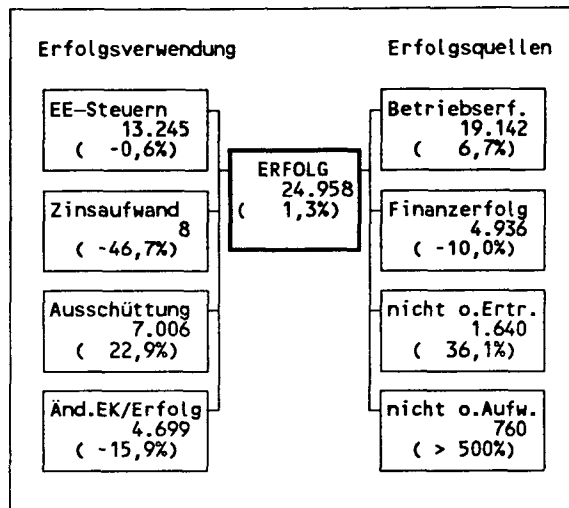 Erfolgsverwendung
EE-Steuern
13.245
( -0,6%)
Zinsaufwand
8
( -46,7%)
Ausschüttung
7.006
( 22,9%)
Änd.EK/Erfolg
4.699
( -15,9%)
ERFOLG
24.958
( 1,3%)
Erfolgsquellen
Betriebserf.
19.142
( 6,7%)
Finanzerfolg
4.936
( -10,0%)
nicht o.Ertr.
1.640
( 36,1%)
nicht o.Aufw.
760
( > 500%)